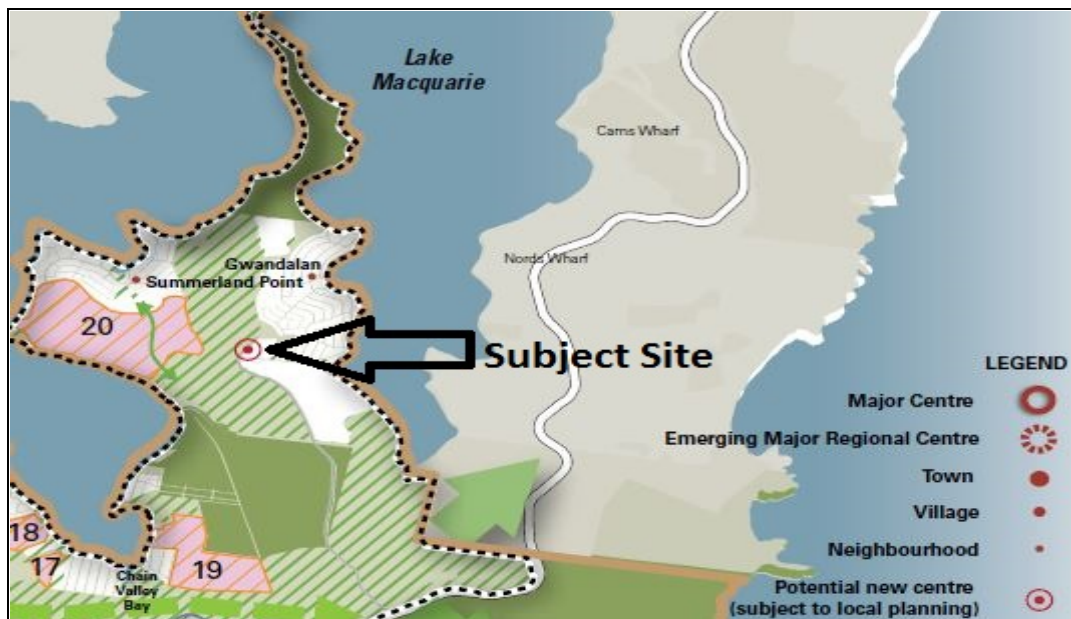 Lake
Macquarie
Cams Wharf
Gwandalan
Summerland Point
Nords Wharf
20
Subject Site
LEGEND
Major Centre
Emerging Major Regional Centre
Town
Village
Neighbourhood
Potential new centre
(subject to local planning)
18
17
19
Chain
Valley
Bay